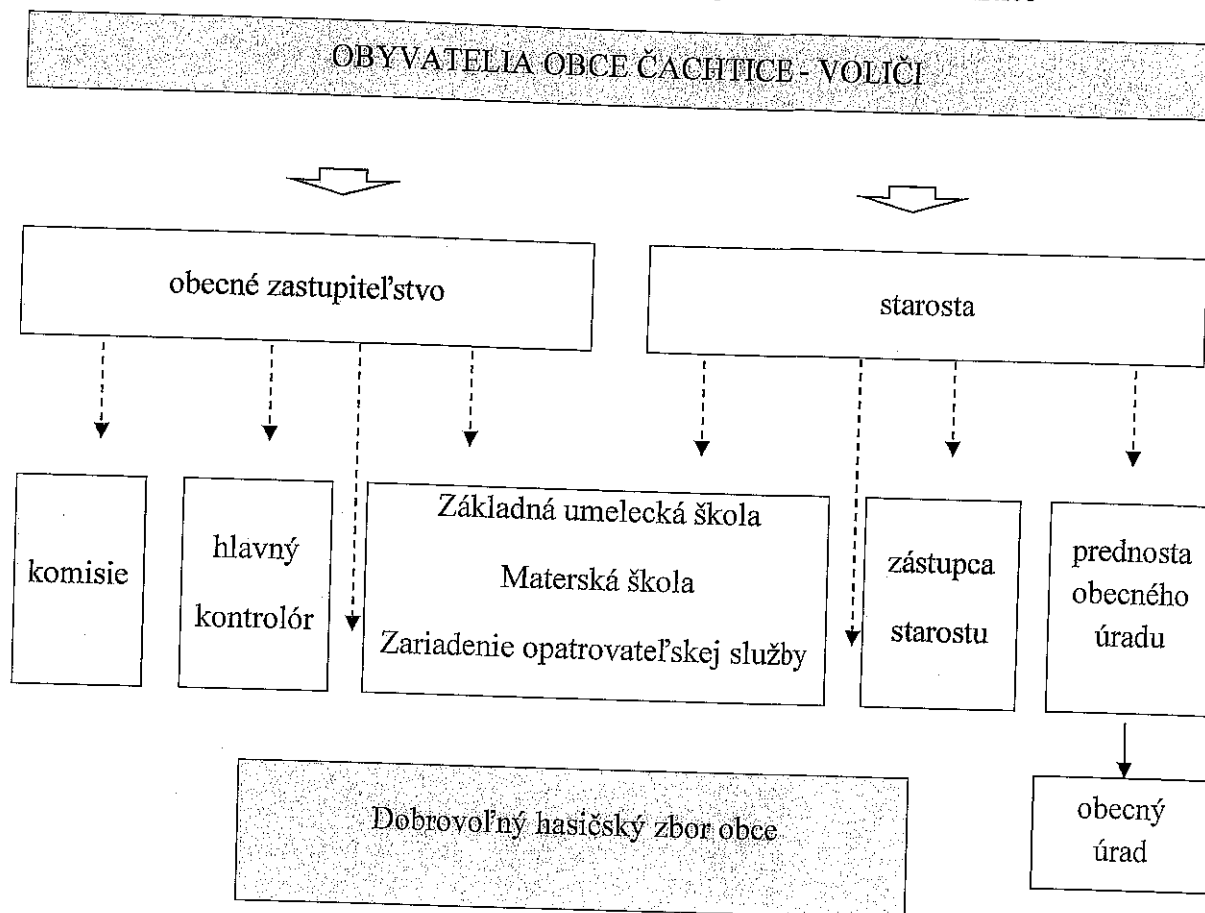 OBYVATELIA OBCE ČACHTICE - VOLIČI
obecné zastupiteľstvo
starosta
komisie
hlavný
kontrolór
Základná umelecká škola
Materská škola
Zariadenie opatrovateľskej služby
zástupca
starostu
prednosta
obecného
úradu
Dobrovoľný hasičský zbor obce
obecný
úrad